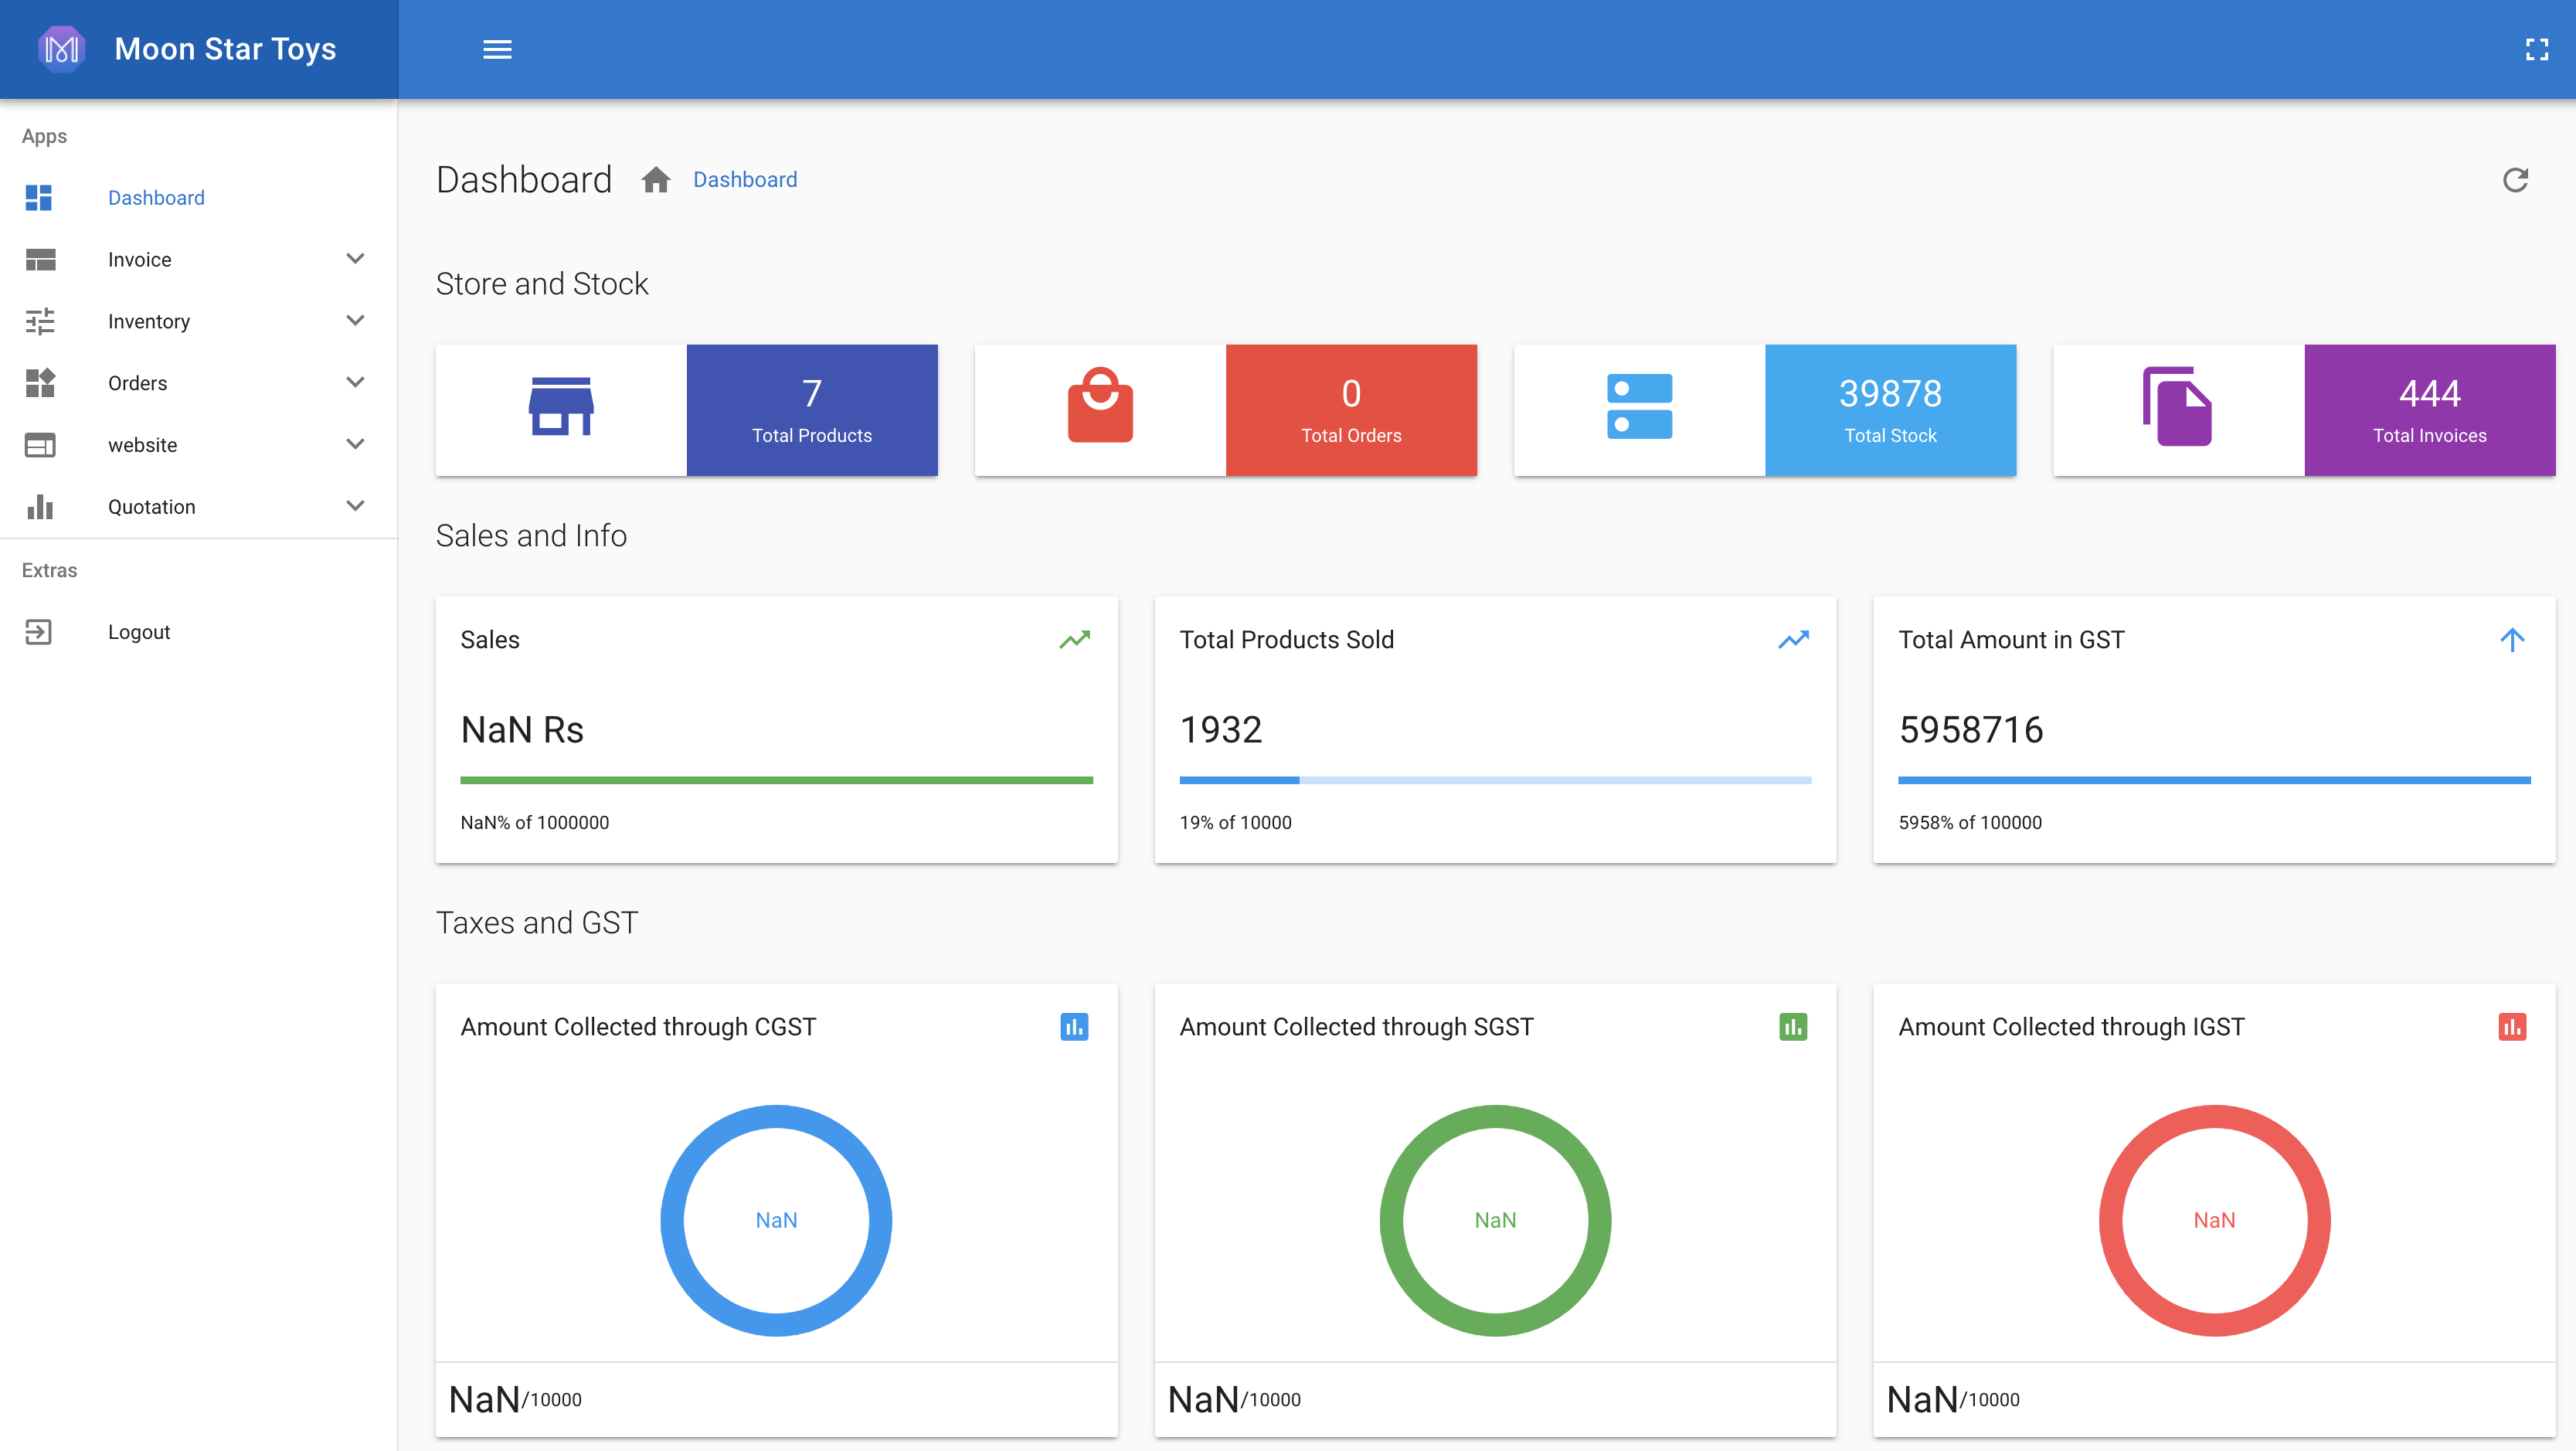 Moon Star Toys
Apps
Dashboard
Invoice
Inventory
Orders
website
Quotation
Extras
Logout
Dashboard Dashboard
Store and Stock
7
Total Products
0
Total Orders
39878
Total Stock
444
Total Invoices
Sales and Info
Sales
NaN Rs
NaN% of 1000000
Total Products Sold
1932
19% of 10000
Total Amount in GST
5958716
5958% of 100000
Taxes and GST
Amount Collected through CGST
NaN
NaN/10000
Amount Collected through SGST
NaN
NaN/10000
Amount Collected through IGST
NaN
NaN/10000